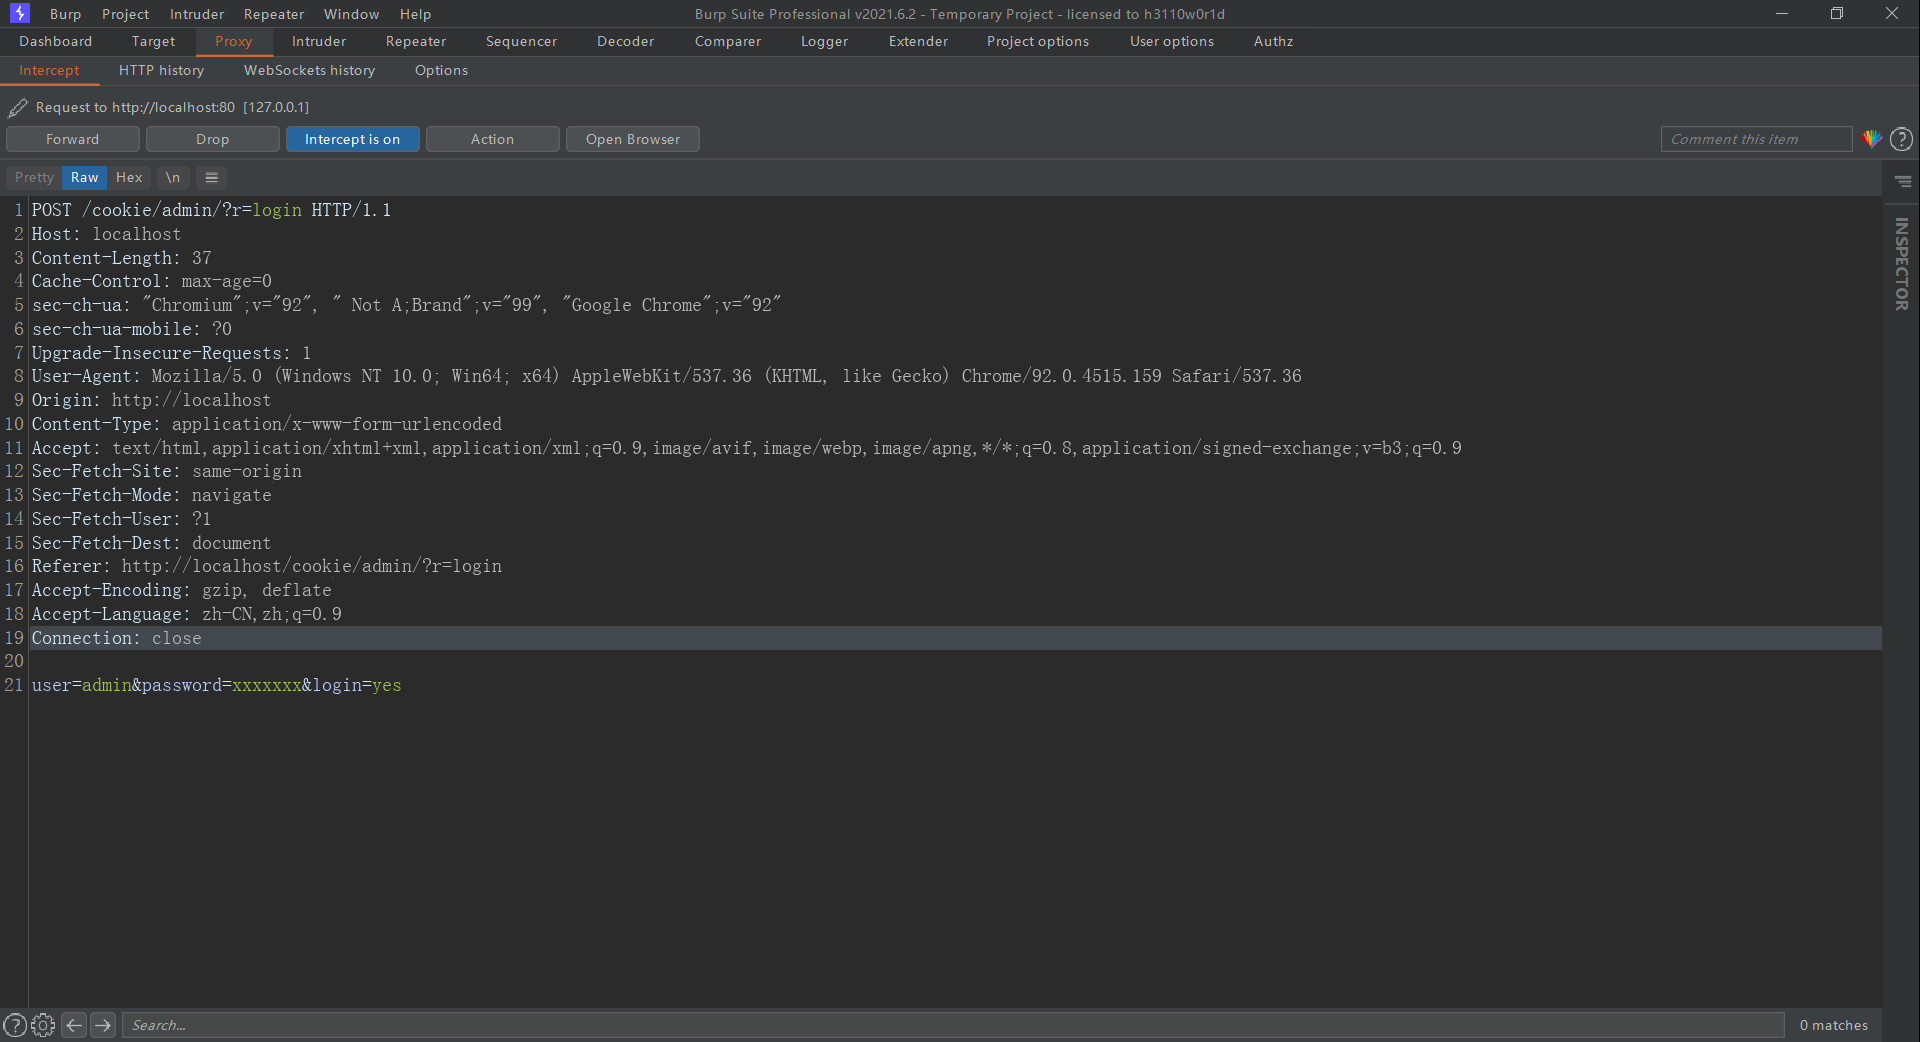 Burp Project Intruder Repeater Window Help Burp Suite Professional v2021.6.2 - Temporary Project - licensed to h3110w0r1d
Dashboard Target Proxy Intruder Repeater Sequencer Decoder Comparer Logger Extender Project options User options Authz
Intercept HTTP history WebSockets history Options
Request to http://localhost:80 [127.0.0.1]
Forward Drop Intercept is on Action Open Browser Comment this item ?
Pretty Raw Hex \n
INSPECTOR
1 POST /cookie/admin/?r=login HTTP/1.1
2 Host: localhost
3 Content-Length: 37
4 Cache-Control: max-age=0
5 sec-ch-ua: "Chromium";v="92", " Not A;Brand";v="99", "Google Chrome";v="92"
6 sec-ch-ua-mobile: ?0
7 Upgrade-Insecure-Requests: 1
8 User-Agent: Mozilla/5.0 (Windows NT 10.0; Win64; x64) AppleWebKit/537.36 (KHTML, like Gecko) Chrome/92.0.4515.159 Safari/537.36
9 Origin: http://localhost
10 Content-Type: application/x-www-form-urlencoded
11 Accept: text/html,application/xhtml+xml,application/xml;q=0.9,image/avif,image/webp,image/apng,*/*;q=0.8,application/signed-exchange;v=b3;q=0.9
12 Sec-Fetch-Site: same-origin
13 Sec-Fetch-Mode: navigate
14 Sec-Fetch-User: ?1
15 Sec-Fetch-Dest: document
16 Referer: http://localhost/cookie/admin/?r=login
17 Accept-Encoding: gzip, deflate
18 Accept-Language: zh-CN,zh;q=0.9
19 Connection: close
20
21 user=admin&password=xxxxxxx&login=yes
? Search... 0 matches